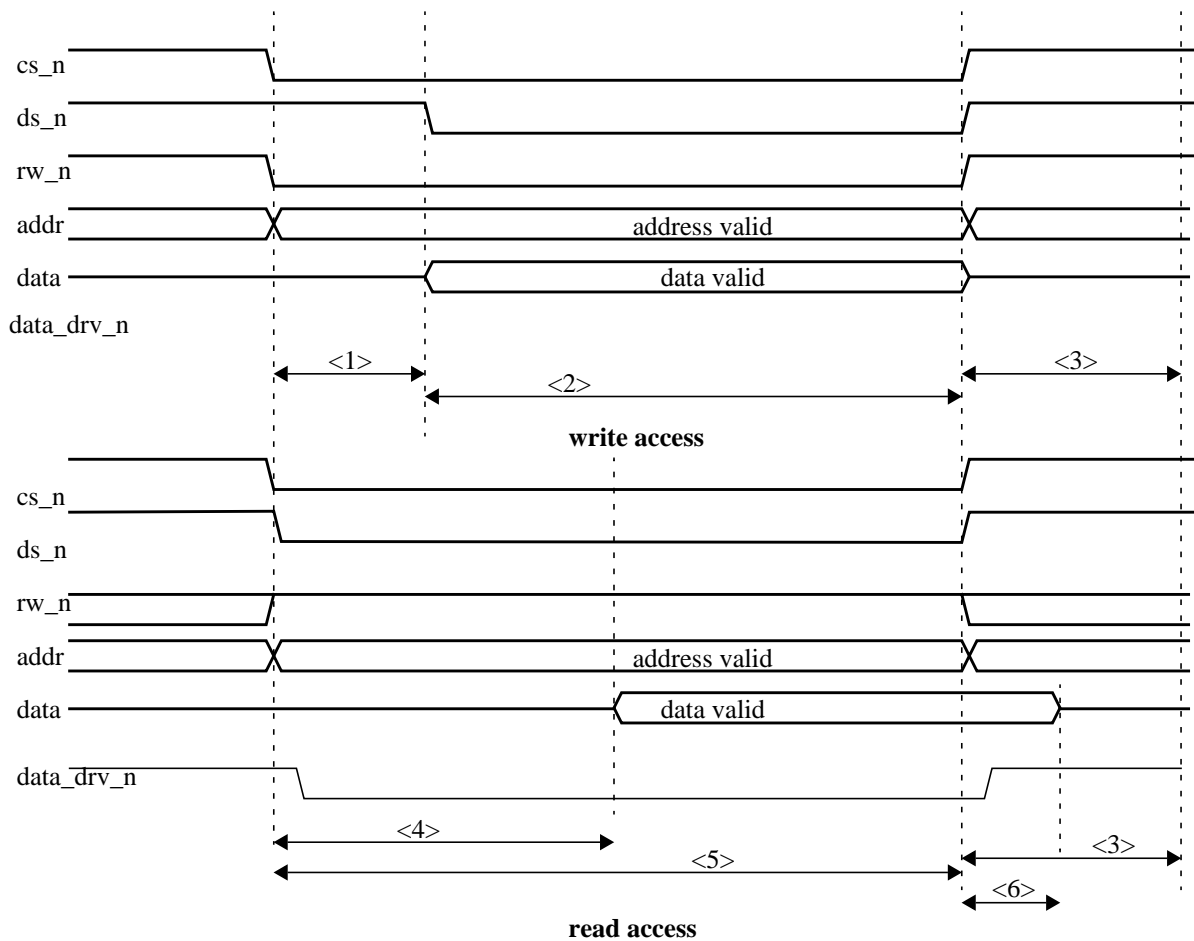 cs_n
ds_n
rw_n
addr address valid
data data valid
data_drv_n
<1> <3>
<2>
write access
cs_n
ds_n
rw_n
addr address valid
data data valid
data_drv_n
<4> <3>
<5>
<6>
read access